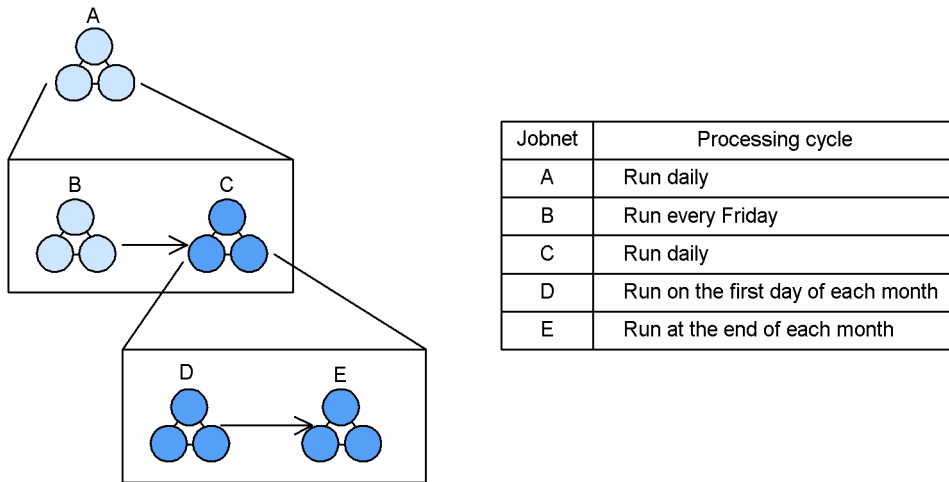 A
B
C
D
E
Jobnet Processing cycle
A Run daily
B Run every Friday
C Run daily
D Run on the first day of each month
E Run at the end of each month